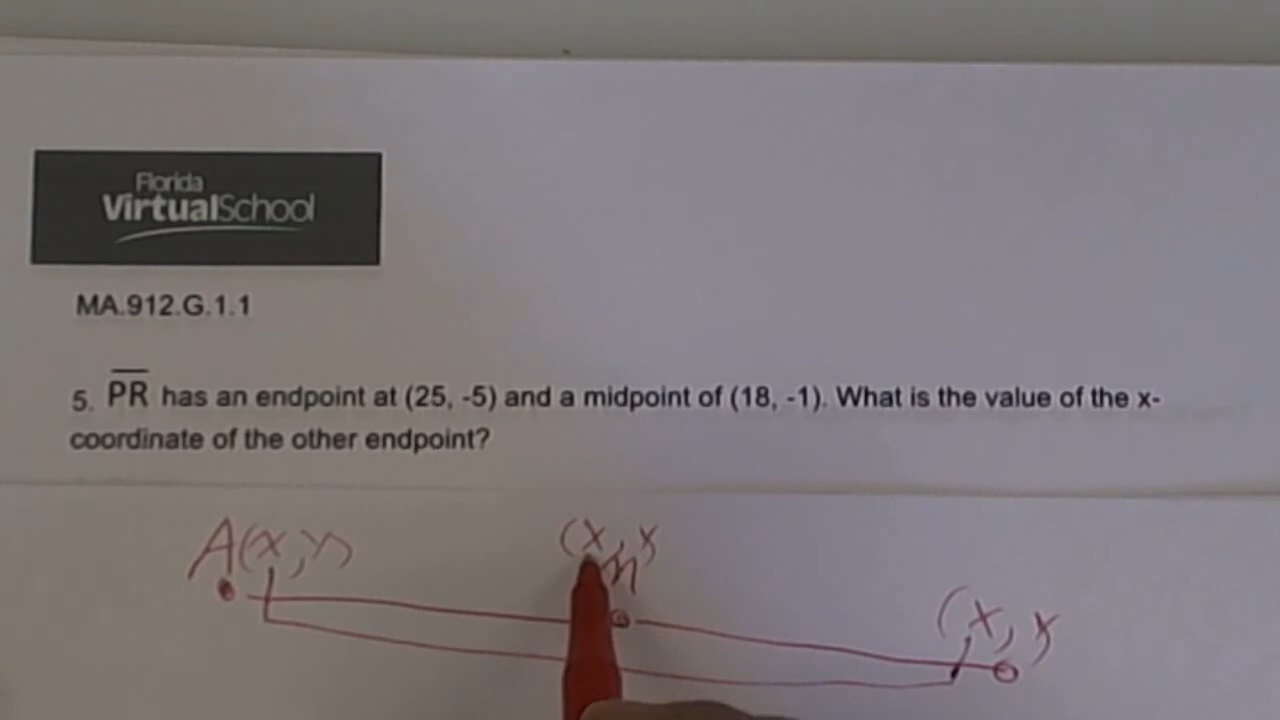 Florida
VirtualSchool
MA.912.G.1.1
5. PR has an endpoint at (25, -5) and a midpoint of (18, -1). What is the value of the x-
coordinate of the other endpoint?
A(x,y) (x,y
m
(x,y)